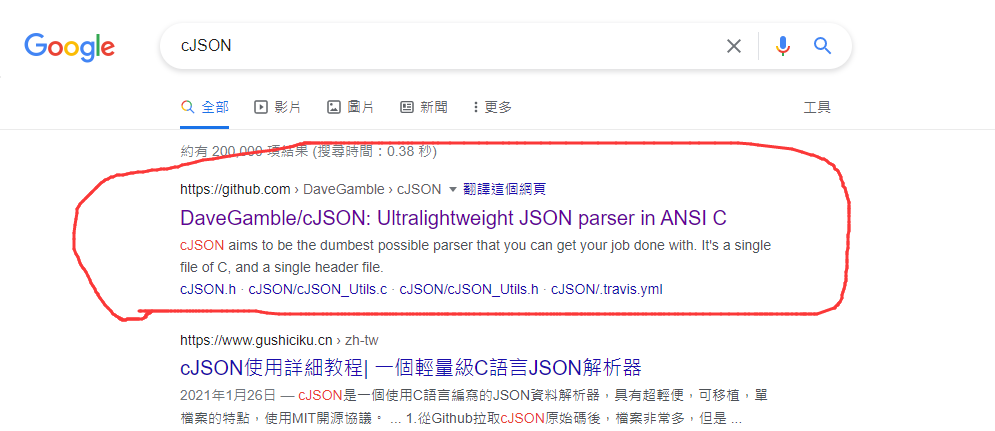 Google
cJSON
全部 影片 圖片 新聞 更多 工具
約有 200,000 項結果 (搜尋時間：0.38 秒)
https://github.com › DaveGamble › cJSON 翻譯這個網頁
DaveGamble/cJSON: Ultralightweight JSON parser in ANSI C
cJSON aims to be the dumbest possible parser that you can get your job done with. It's a single
file of C, and a single header file.
cJSON.h · cJSON/cJSON_Utils.c · cJSON/cJSON_Utils.h · cJSON/.travis.yml
https://www.gushiciku.cn › zh-tw
cJSON使用詳細教程| 一個輕量級C語言JSON解析器
2021年1月26日 — cJSON是一個使用C語言編寫的JSON資料解析器，具有超輕便，可移植，單
檔案的特點，使用MIT開源協議。 ... 1.從Github拉取cJSON原始碼後，檔案非常多，但是 ...